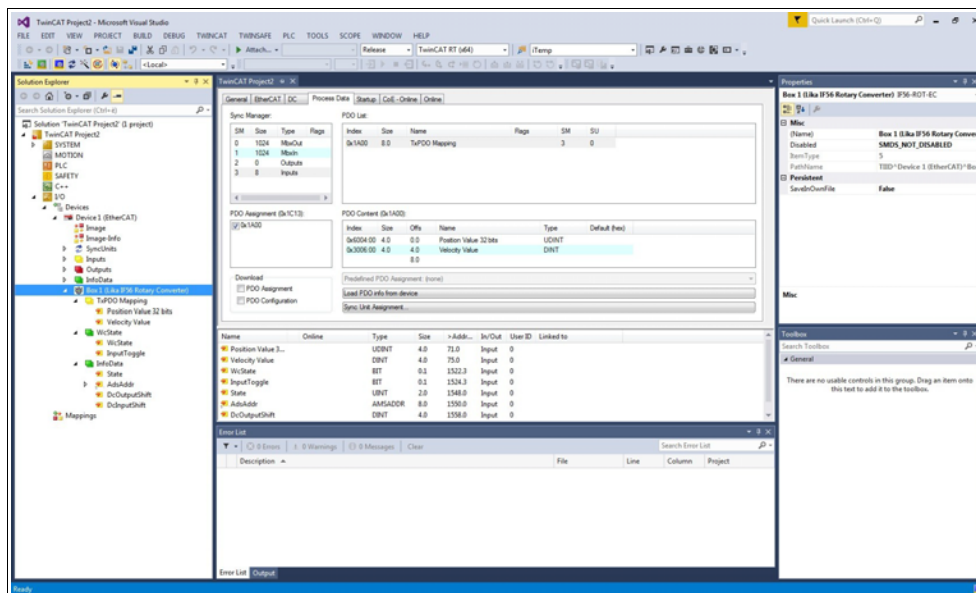 TwinCAT Project2 - Microsoft Visual Studio
Quick Launch (Ctrl+Q)
FILE EDIT VIEW PROJECT BUILD DEBUG TWINCAT TWINSAFE PLC TOOLS SCOPE WINDOW HELP
Attach... Release TwinCAT RT (x64) iTemp
<Local>
Solution Explorer
Search Solution Explorer (Ctrl+è)
Solution 'TwinCAT Project2' (1 project)
TwinCAT Project2
SYSTEM
MOTION
PLC
SAFETY
C++
I/O
Devices
Device 1 (EtherCAT)
Image
Image-Info
SyncUnits
Inputs
Outputs
InfoData
Box 1 (Lika IF56 Rotary Converter)
TxPDO Mapping
Position Value 32 bits
Velocity Value
WcState
WcState
InputToggle
InfoData
State
AdsAddr
DcOutputShift
DcInputShift
Mappings
TwinCAT Project2
General EtherCAT DC Process Data Startup CoE - Online Online
Sync Manager:
SM Size Type Flags
0 1024 MbxOut
1 1024 MbxIn
2 0 Outputs
3 8 Inputs
PDO List:
Index Size Name Flags SM SU
0x1A00 8.0 TxPDO Mapping 3 0
PDO Assignment (0x1C13):
0x1A00
PDO Content (0x1A00):
Index Size Offs Name Type Default (hex)
0x6004:00 4.0 0.0 Position Value 32 bits UDINT
0x3006:00 4.0 4.0 Velocity Value DINT
8.0
Download
PDO Assignment
PDO Configuration
Predefined PDO Assignment: (none)
Load PDO info from device
Sync Unit Assignment...
Name Online Type Size >Addr... In/Out User ID Linked to
Position Value 3... UDINT 4.0 71.0 Input 0
Velocity Value DINT 4.0 75.0 Input 0
WcState BIT 0.1 1522.3 Input 0
InputToggle BIT 0.1 1524.3 Input 0
State UINT 2.0 1548.0 Input 0
AdsAddr AMSADDR 8.0 1550.0 Input 0
DcOutputShift DINT 4.0 1558.0 Input 0
Error List
0 Errors 0 Warnings 0 Messages Clear
Search Error List
Description File Line Column Project
Error List Output
Properties
Box 1 (Lika IF56 Rotary Converter) IF56-ROT-EC
Misc
(Name) Box 1 (Lika IF56 Rotary Conver
Disabled SMDS_NOT_DISABLED
ItemType 5
PathName TIID^Device 1 (EtherCAT)^Bo
Persistent
SaveInOwnFile False
Misc
Toolbox
Search Toolbox
General
There are no usable controls in this group. Drag an item onto
this text to add it to the toolbox.
Ready